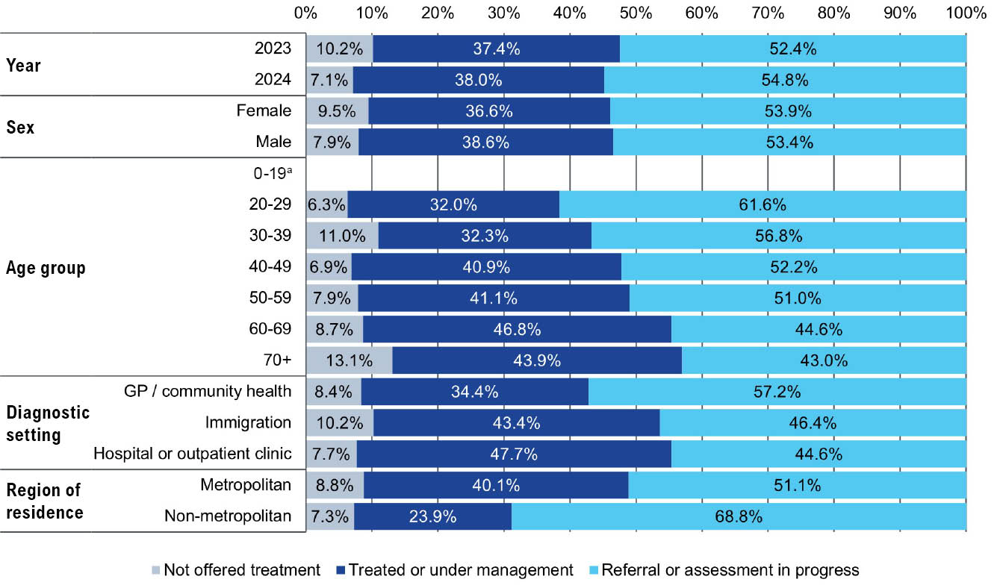 0% 10% 20% 30% 40% 50% 60% 70% 80% 90% 100%
Year
2023 10.2% 37.4% 52.4%
2024 7.1% 38.0% 54.8%
Sex
Female 9.5% 36.6% 53.9%
Male 7.9% 38.6% 53.4%
Age group
0-19ᵃ
20-29 6.3% 32.0% 61.6%
30-39 11.0% 32.3% 56.8%
40-49 6.9% 40.9% 52.2%
50-59 7.9% 41.1% 51.0%
60-69 8.7% 46.8% 44.6%
70+ 13.1% 43.9% 43.0%
Diagnostic
setting
GP / community health 8.4% 34.4% 57.2%
Immigration 10.2% 43.4% 46.4%
Hospital or outpatient clinic 7.7% 47.7% 44.6%
Region of
residence
Metropolitan 8.8% 40.1% 51.1%
Non-metropolitan 7.3% 23.9% 68.8%
Not offered treatment Treated or under management Referral or assessment in progress